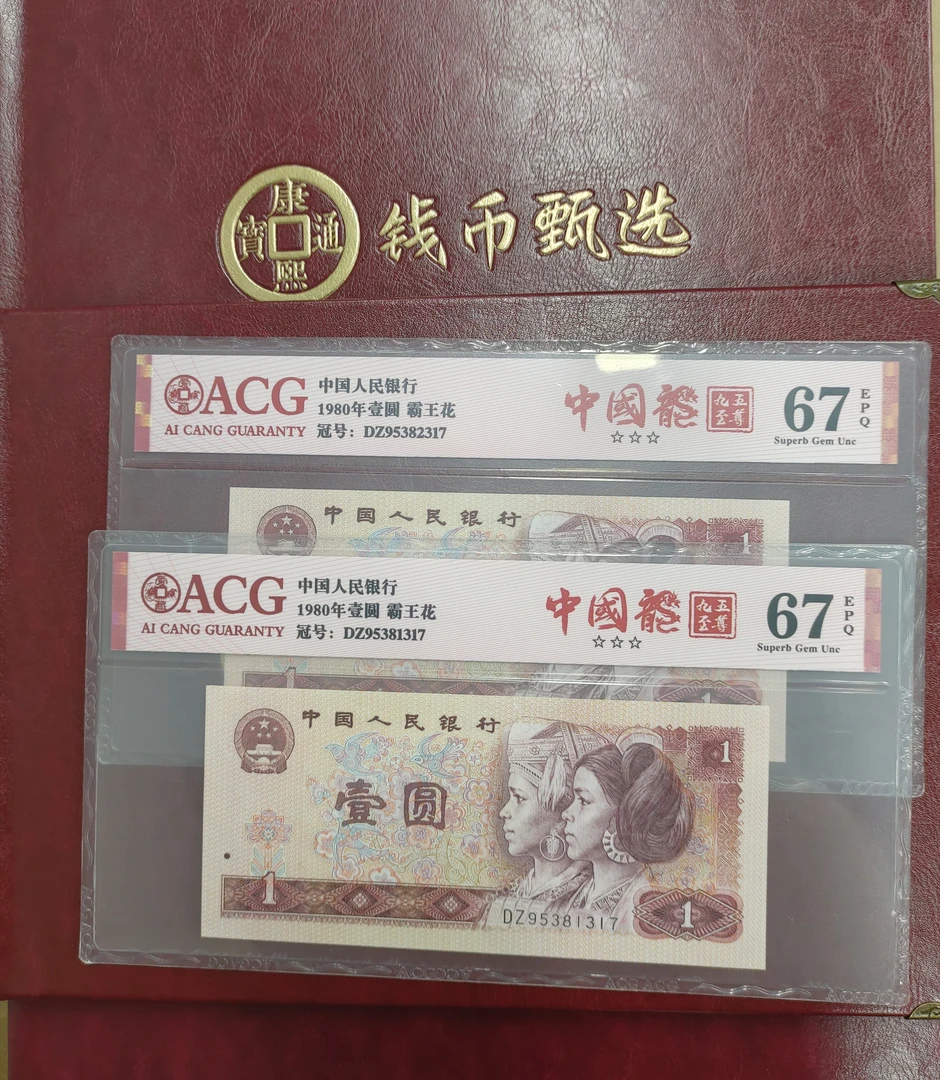 康熙通寶
钱币甄选
ACG
AI CANG GUARANTY
中国人民银行
1980年壹圆 霸王花
冠号：DZ95382317
中國龍
☆☆☆
九五至尊
67
EPQ
Superb Gem Unc
中国人民银行
1
1
1
ACG
AI CANG GUARANTY
中国人民银行
1980年壹圆 霸王花
冠号：DZ95381317
中國龍
☆☆☆
九五至尊
67
EPQ
Superb Gem Unc
中国人民银行
1
壹圆
1
DZ95381317
1